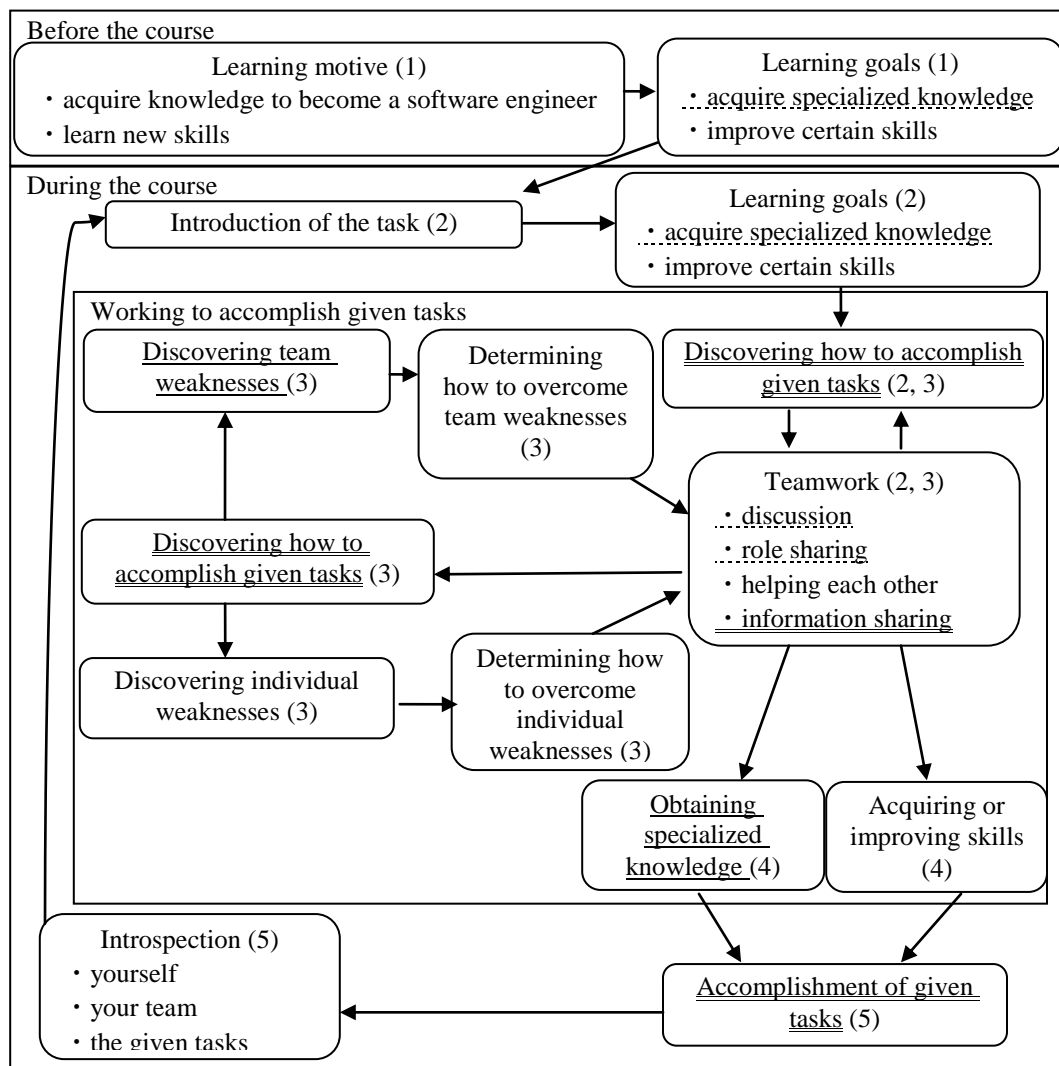 Before the course
Learning motive (1)
・acquire knowledge to become a software engineer
・learn new skills
Learning goals (1)
・acquire specialized knowledge
・improve certain skills
During the course
Introduction of the task (2)
Learning goals (2)
・acquire specialized knowledge
・improve certain skills
Working to accomplish given tasks
Discovering team
weaknesses (3)
Determining
how to overcome
team weaknesses
(3)
Discovering how to accomplish
given tasks (2, 3)
Teamwork (2, 3)
・discussion
・role sharing
・helping each other
・information sharing
Discovering how to
accomplish given tasks (3)
Discovering individual
weaknesses (3)
Determining how
to overcome
individual
weaknesses (3)
Obtaining
specialized
knowledge (4)
Acquiring or
improving skills
(4)
Introspection (5)
・yourself
・your team
・the given tasks
Accomplishment of given
tasks (5)